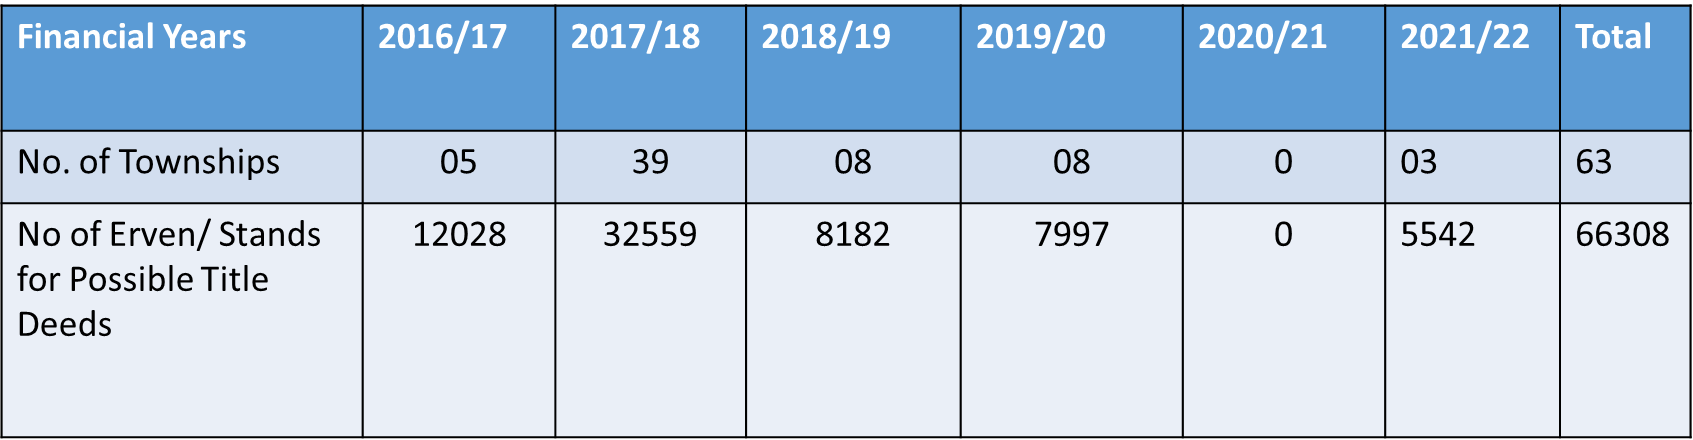 Financial Years 2016/17 2017/18 2018/19 2019/20 2020/21 2021/22 Total
No. of Townships 05 39 08 08 0 03 63
No of Erven/ Stands 12028 32559 8182 7997 0 5542 66308
for Possible Title
Deeds